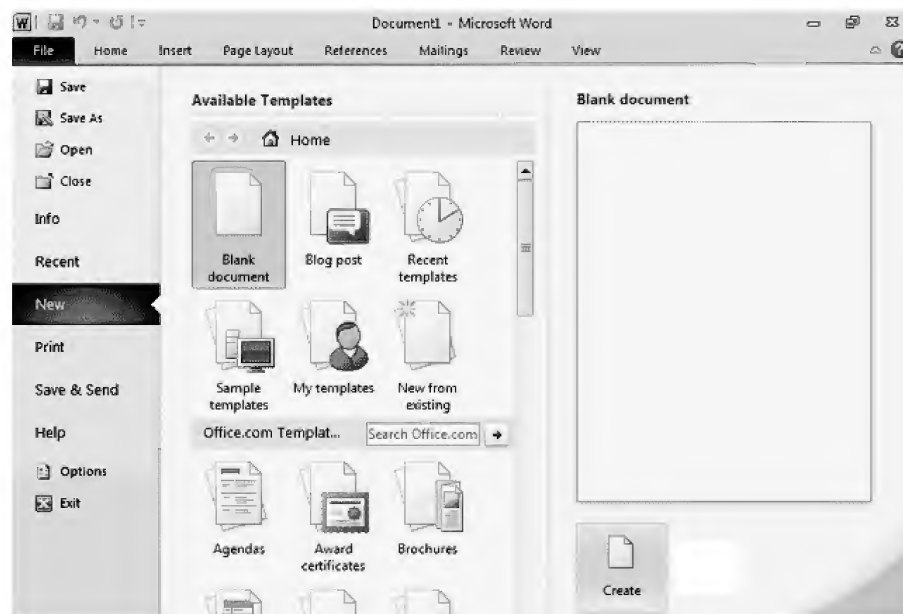 W
Document1 - Microsoft Word
File Home Insert Page Layout References Mailings Review View
Save
Save As
Open
Close
Info
Recent
New
Print
Save & Send
Help
Options
Exit
Available Templates
Home
Blank document
Blog post
Recent templates
Sample templates
My templates
New from existing
Office.com Templat... Search Office.com
Agendas
Award certificates
Brochures
Blank document
Create